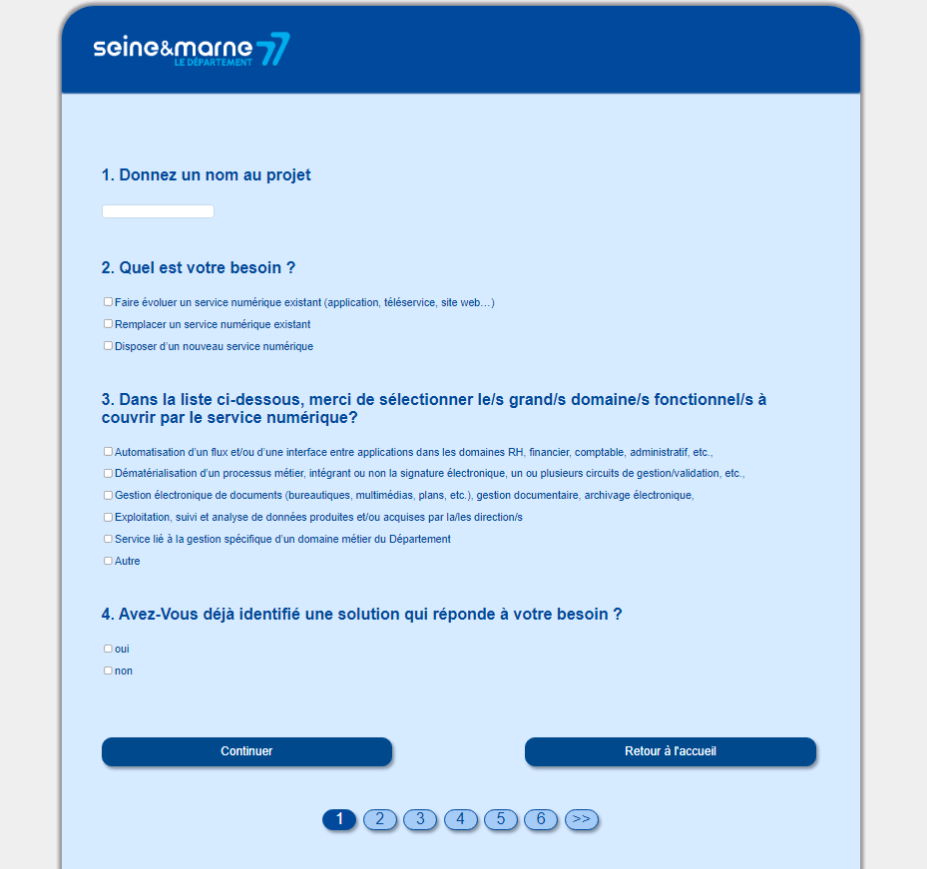 seine&marne 77
LE DÉPARTEMENT
1. Donnez un nom au projet
2. Quel est votre besoin ?
Faire évoluer un service numérique existant (application, téléservice, site web...)
Remplacer un service numérique existant
Disposer d'un nouveau service numérique
3. Dans la liste ci-dessous, merci de sélectionner le/s grand/s domaine/s fonctionnel/s à
couvrir par le service numérique?
Automatisation d'un flux et/ou d'une interface entre applications dans les domaines RH, financier, comptable, administratif, etc.,
Dématérialisation d'un processus métier, intégrant ou non la signature électronique, un ou plusieurs circuits de gestion/validation, etc.,
Gestion électronique de documents (bureautiques, multimédias, plans, etc.), gestion documentaire, archivage électronique,
Exploitation, suivi et analyse de données produites et/ou acquises par la/les direction/s
Service lié à la gestion spécifique d'un domaine métier du Département
Autre
4. Avez-Vous déjà identifié une solution qui réponde à votre besoin ?
oui
non
Continuer Retour à l'accueil
1 2 3 4 5 6 >>